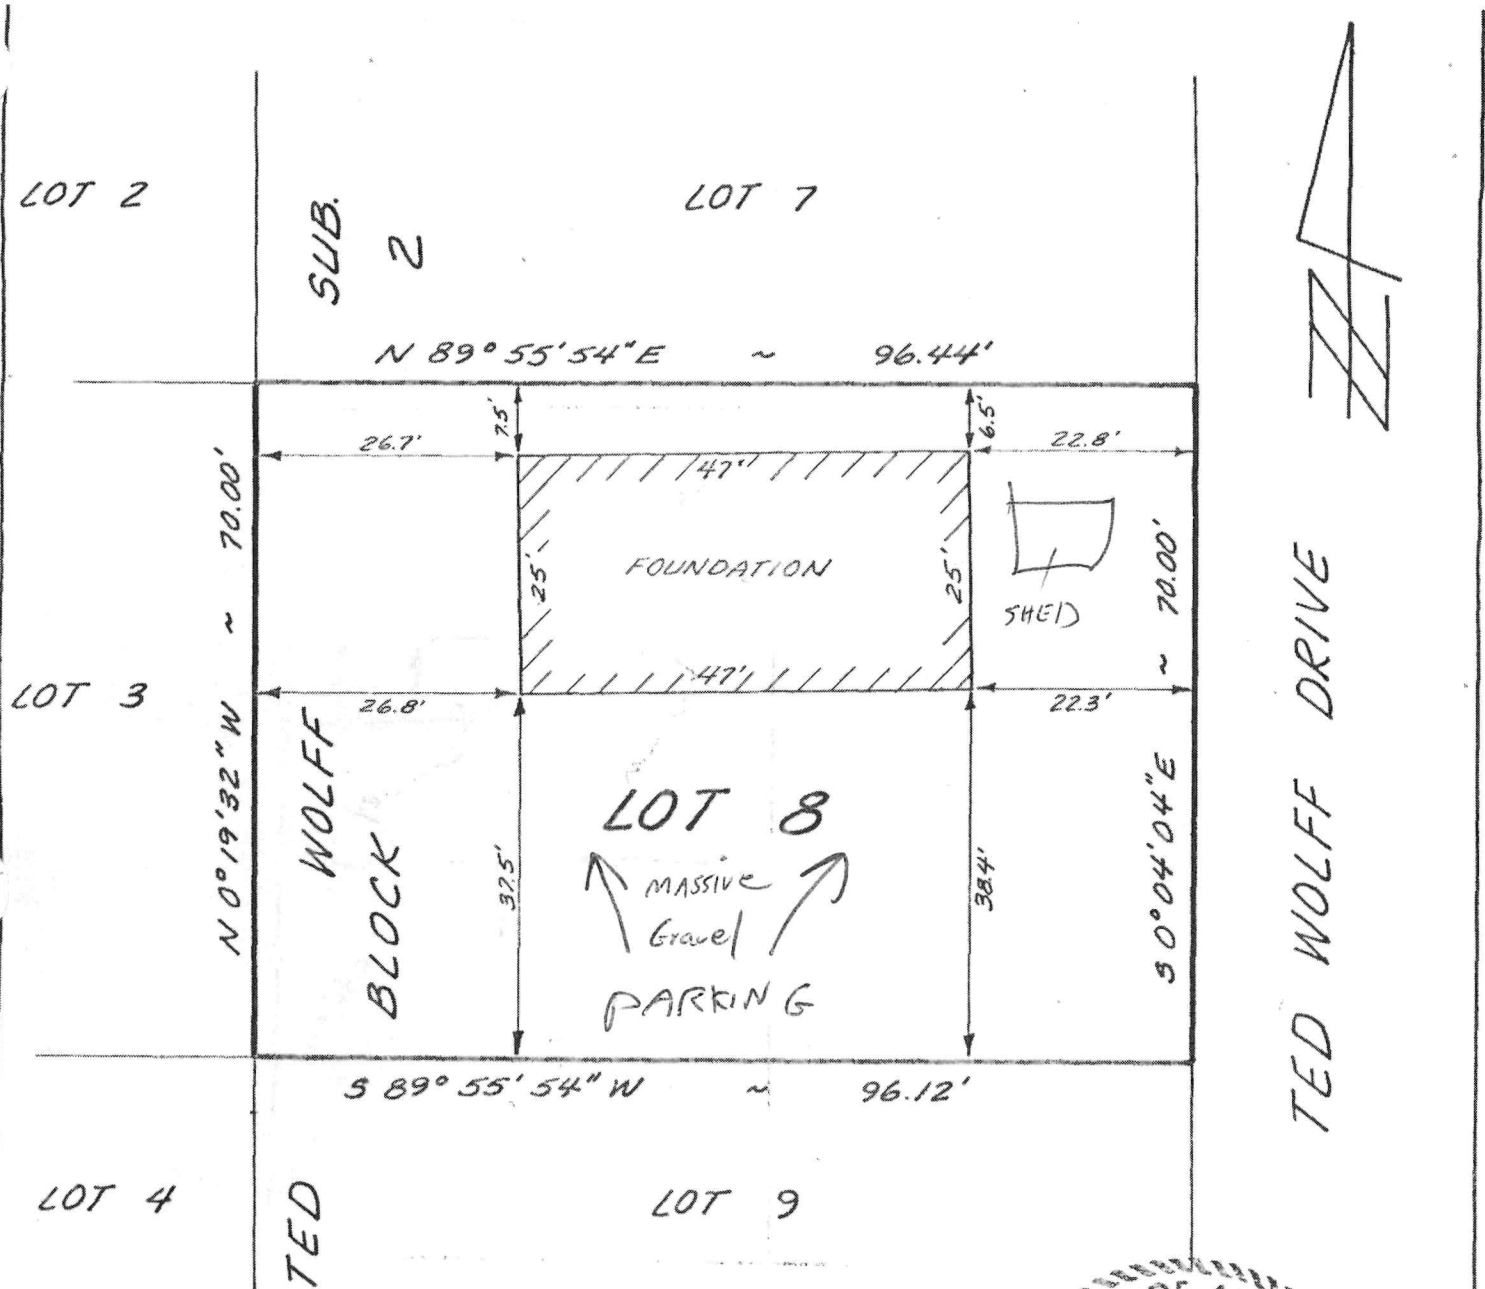 LOT 2
SUB.
2
LOT 7
N 89° 55' 54" E ~ 96.44'
7.5'
6.5'
26.7'
47'
22.8'
N 0° 19' 32" W ~ 70.00'
25'
FOUNDATION
25'
SHED
S 0° 04' 04" E ~ 70.00'
LOT 3
26.8'
47'
22.3'
WOLFF
BLOCK
LOT 8
37.5'
38.4'
MASSIVE
Gravel
PARKING
TED WOLFF DRIVE
S 89° 55' 54" W ~ 96.12'
LOT 4
TED
LOT 9
N